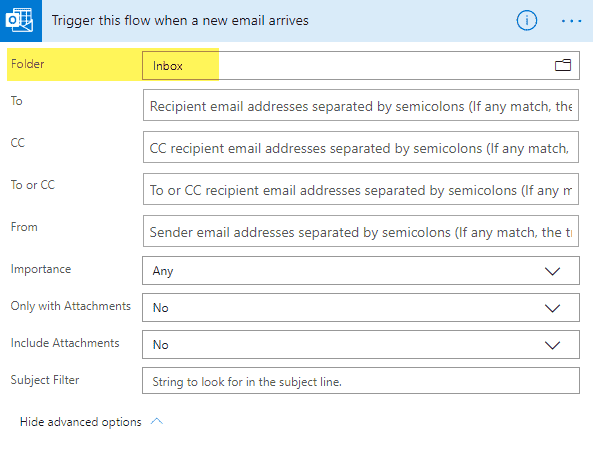 Trigger this flow when a new email arrives
Folder
Inbox
To
Recipient email addresses separated by semicolons (If any match, the
CC
CC recipient email addresses separated by semicolons (If any match,
To or CC
To or CC recipient email addresses separated by semicolons (If any m
From
Sender email addresses separated by semicolons (If any match, the t
Importance
Any
Only with Attachments
No
Include Attachments
No
Subject Filter
String to look for in the subject line.
Hide advanced options